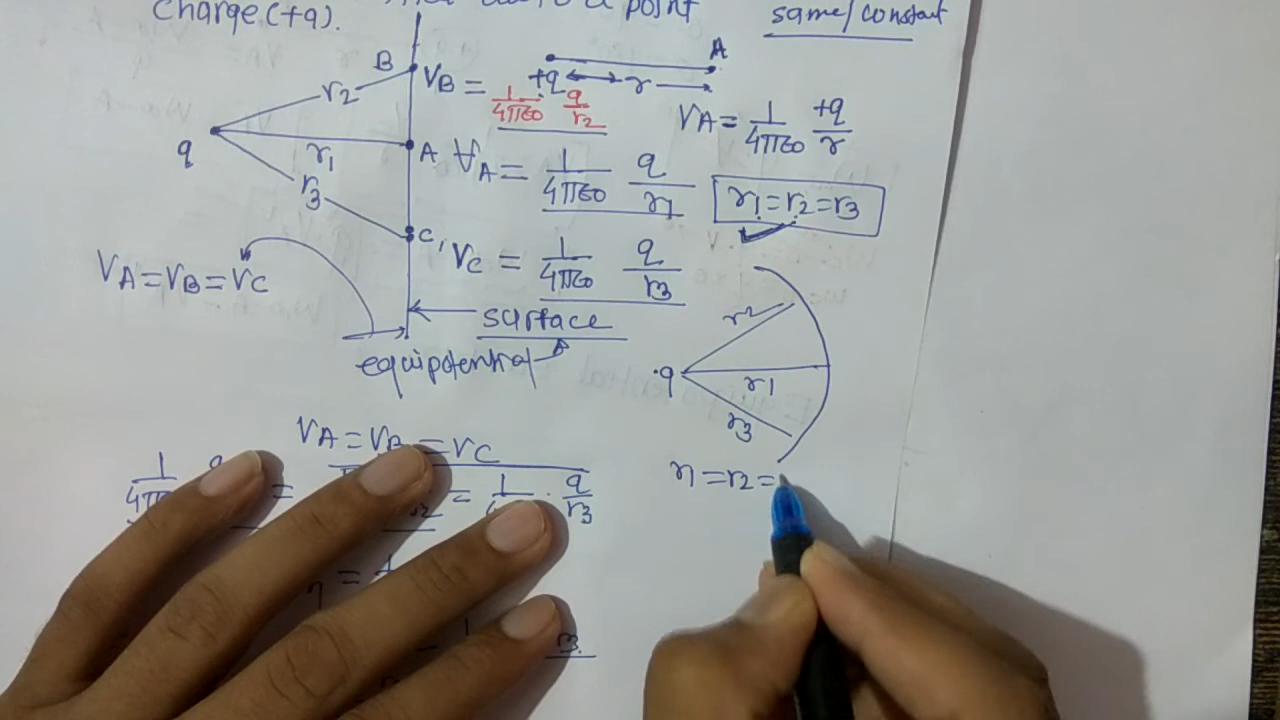 Charge(+q). point same/constant
B
VB = 1/4πε0 q/r2
+q r A
VA = 1/4πε0 +q/r
r2
q r1 A VA = 1/4πε0 q/r1
r1 = r2 = r3
r3
C, VC = 1/4πε0 q/r3
VA = VB = VC
surface
equipotential
r2
.q r1
r3
VA = VB = VC
= 1/ . q/r3
r1 = r2 =
r3.